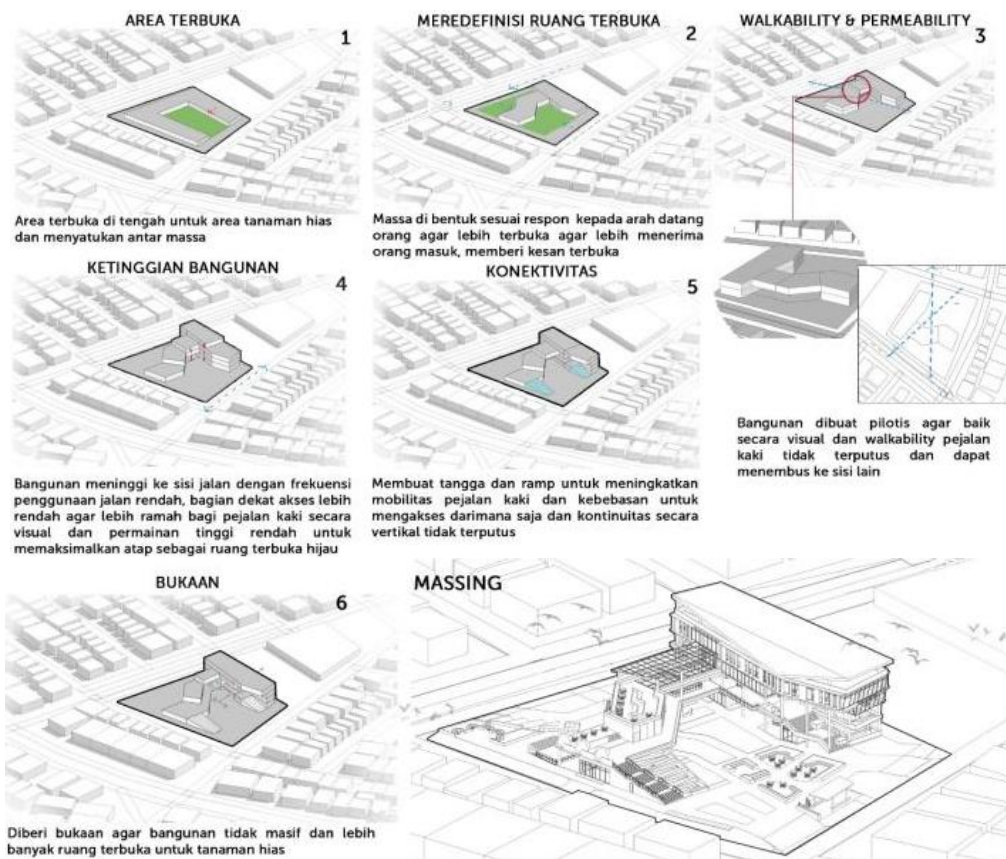 AREA TERBUKA
1
Area terbuka di tengah untuk area tanaman hias
dan menyatukan antar massa
MEREDEFINISI RUANG TERBUKA
2
Massa di bentuk sesuai respon kepada arah datang
orang agar lebih terbuka agar lebih menerima
orang masuk, memberi kesan terbuka
WALKABILITY & PERMEABILITY
3
Bangunan dibuat pilotis agar baik
secara visual dan walkability pejalan
kaki tidak terputus dan dapat
menembus ke sisi lain
KETINGGIAN BANGUNAN
4
Bangunan meninggi ke sisi jalan dengan frekuensi
penggunaan jalan rendah, bagian dekat akses lebih
rendah agar lebih ramah bagi pejalan kaki secara
visual dan permainan tinggi rendah untuk
memaksimalkan atap sebagai ruang terbuka hijau
KONEKTIVITAS
5
Membuat tangga dan ramp untuk meningkatkan
mobilitas pejalan kaki dan kebebasan untuk
mengakses darimana saja dan kontinuitas secara
vertikal tidak terputus
BUKAAN
6
Diberi bukaan agar bangunan tidak masif dan lebih
banyak ruang terbuka untuk tanaman hias
MASSING